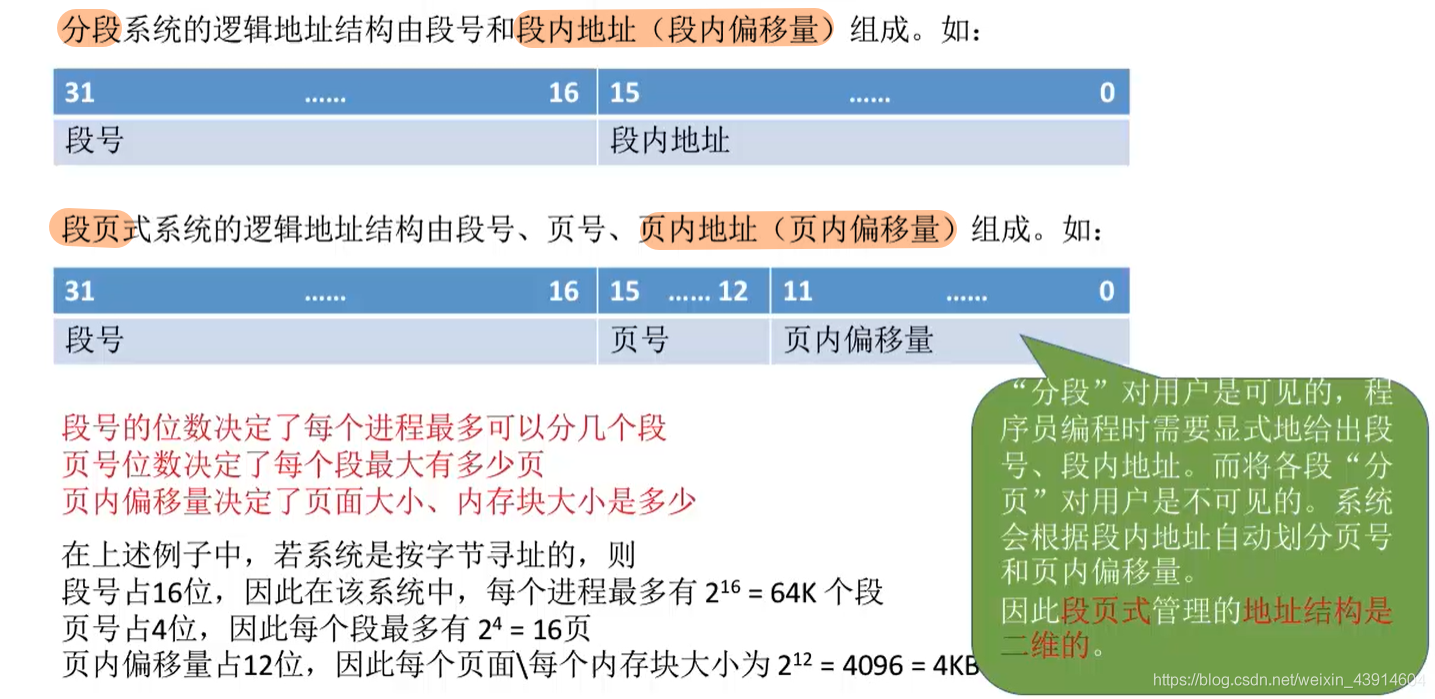 分段系统的逻辑地址结构由段号和段内地址（段内偏移量）组成。如：
31 …… 16 15 …… 0
段号 段内地址
段页式系统的逻辑地址结构由段号、页号、页内地址（页内偏移量）组成。如：
31 …… 16 15 …… 12 11 …… 0
段号 页号 页内偏移量
段号的位数决定了每个进程最多可以分几个段
页号位数决定了每个段最大有多少页
页内偏移量决定了页面大小、内存块大小是多少
在上述例子中，若系统是按字节寻址的，则
段号占16位，因此在该系统中，每个进程最多有 2¹⁶ = 64K 个段
页号占4位，因此每个段最多有 2⁴ = 16页
页内偏移量占12位，因此每个页面\每个内存块大小为 2¹² = 4096 = 4KB
“分段”对用户是可见的，程
序员编程时需要显式地给出段
号、段内地址。而将各段“分
页”对用户是不可见的。系统
会根据段内地址自动划分页号
和页内偏移量。
因此段页式管理的地址结构是
二维的。
https://blog.csdn.net/weixin_43914604